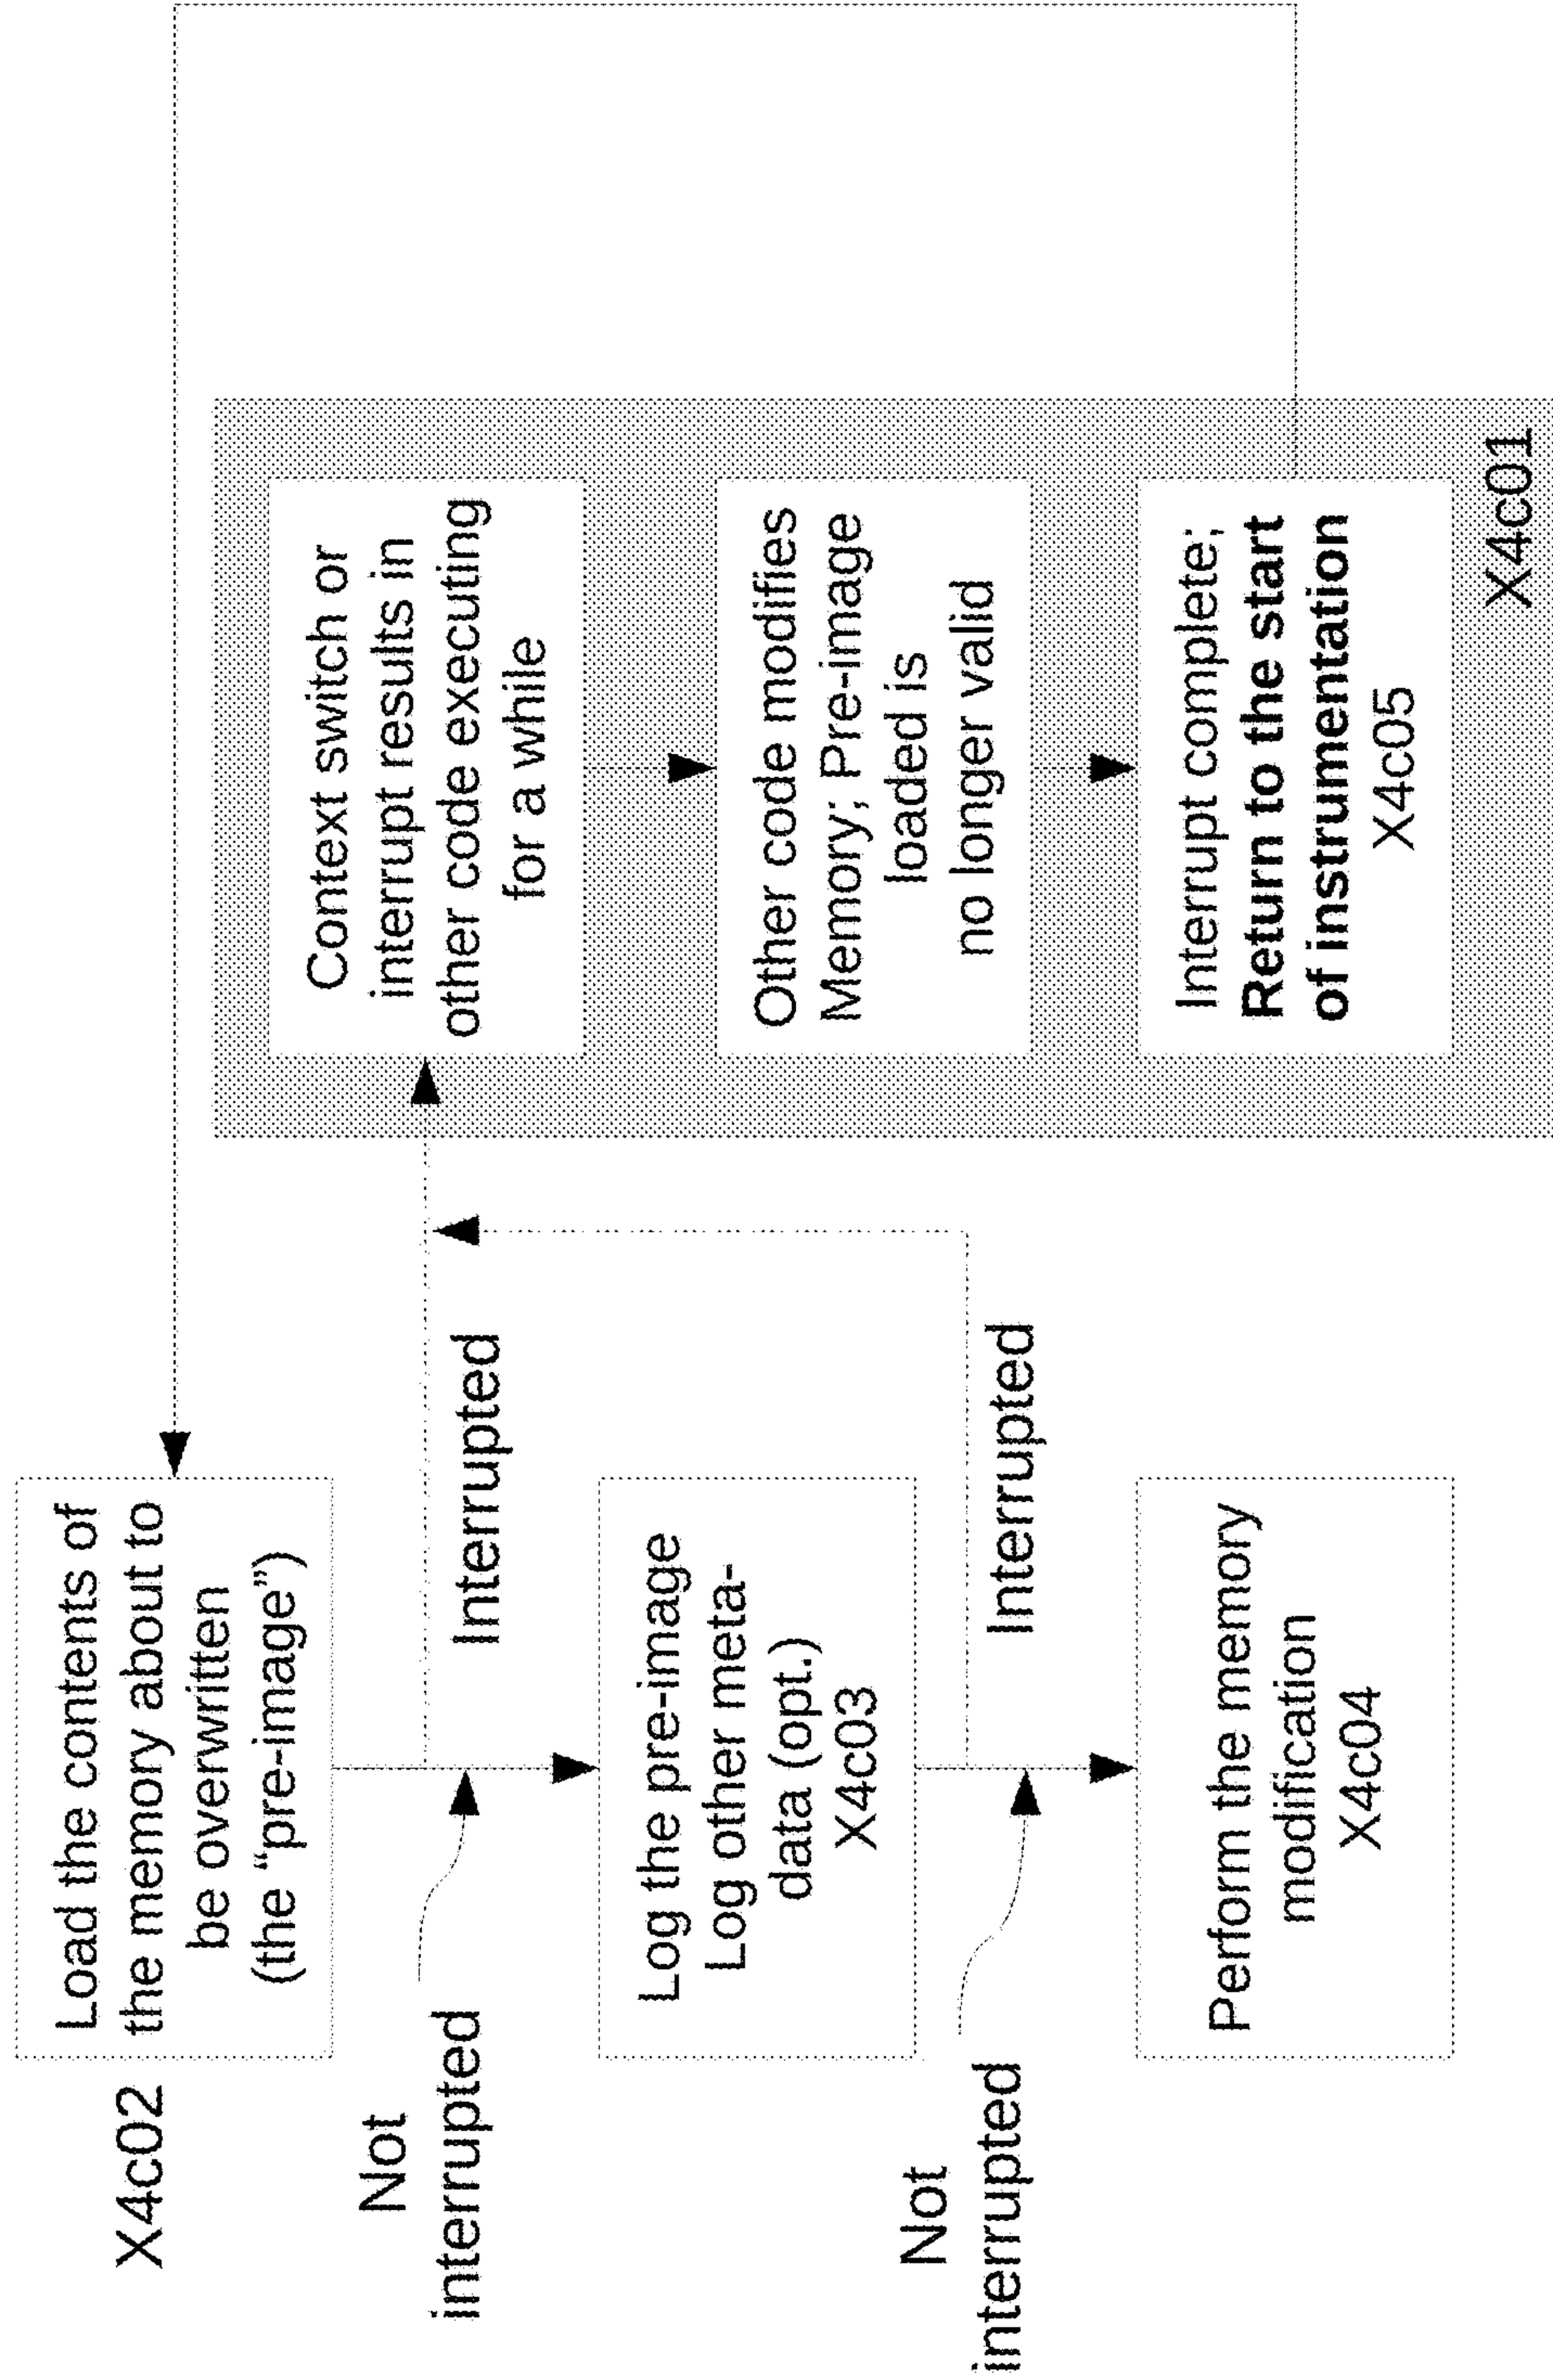 X4c02
Load the contents of
the memory about to
be overwritten
(the “pre-image”)
Not
interrupted
Interrupted
Log the pre-image
Log other meta-
data (opt.)
X4c03
Not
interrupted
Interrupted
Perform the memory
modification
X4c04
Context switch or
interrupt results in
other code executing
for a while
Other code modifies
Memory; Pre-image
loaded is
no longer valid
Interrupt complete;
Return to the start
of instrumentation
X4c05
X4c01